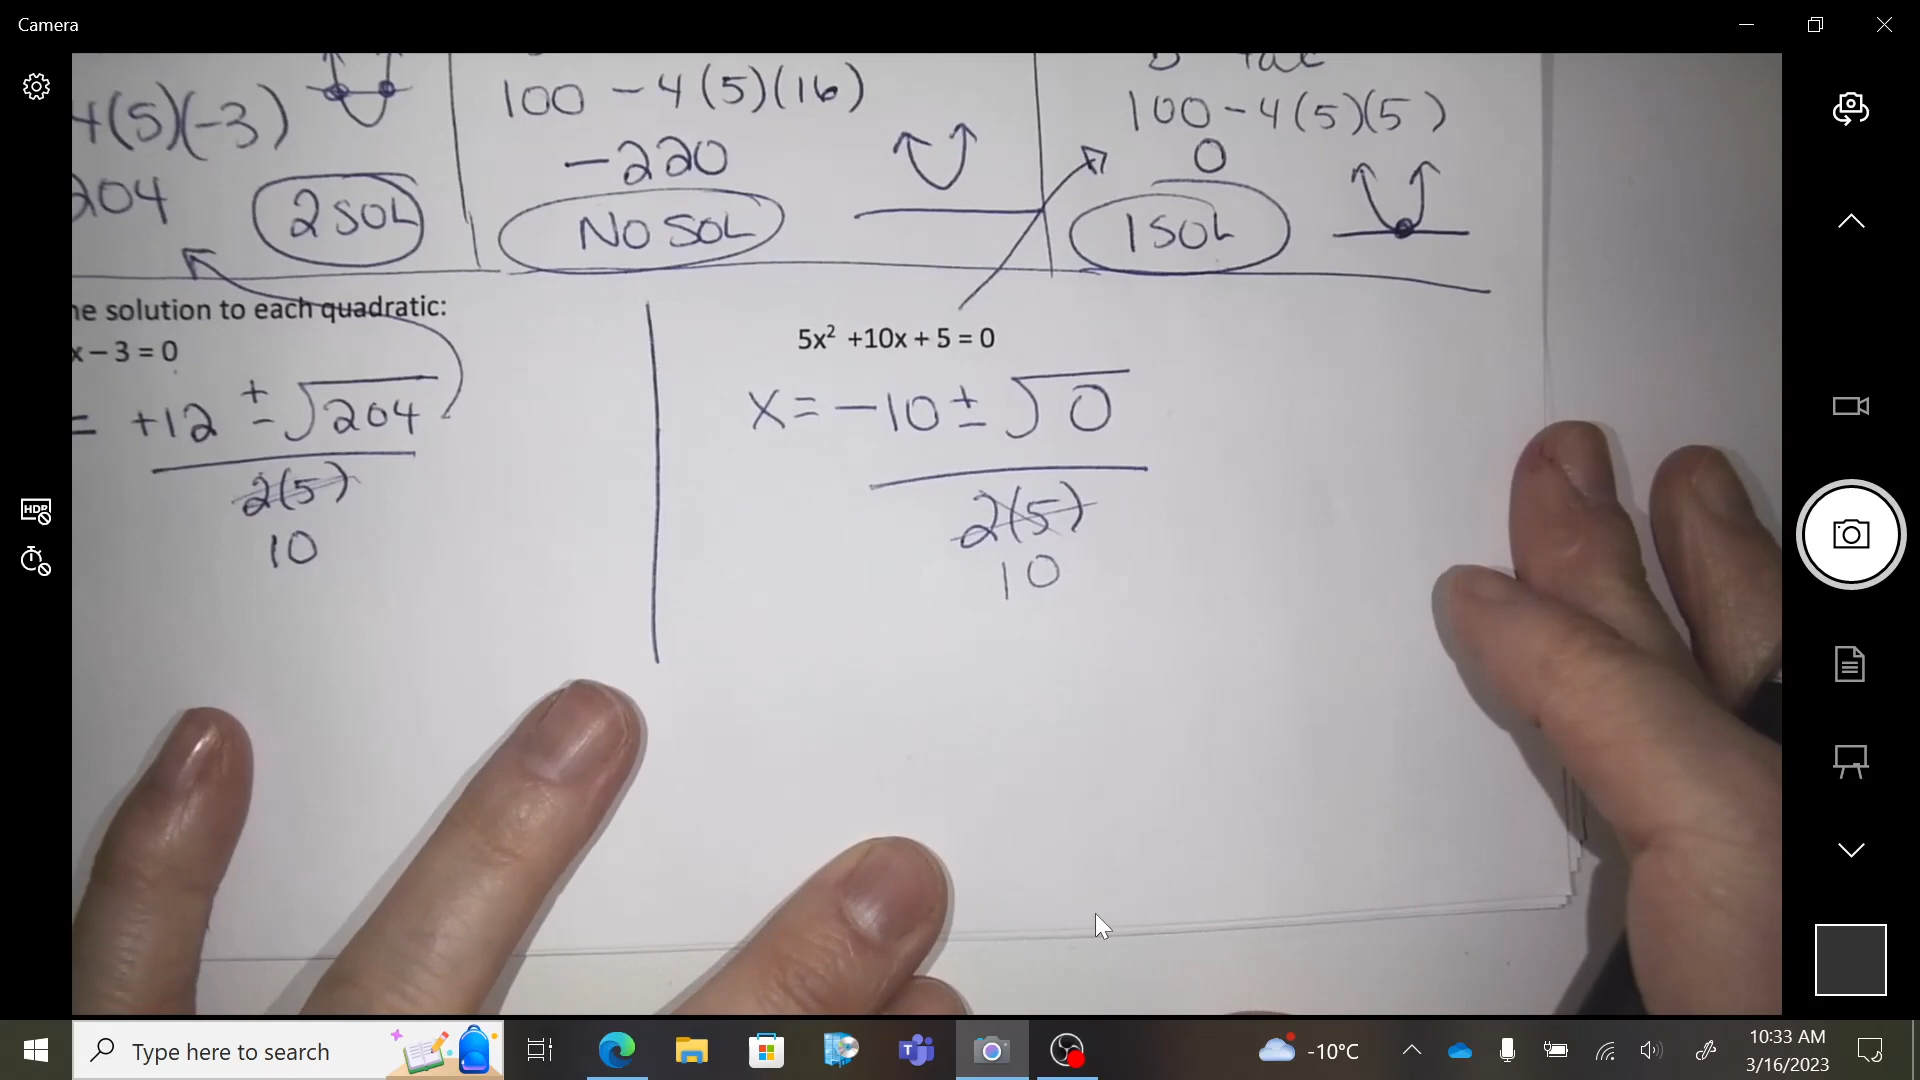 Camera
4(5)(-3)
204
2 SOL
100 - 4(5)(16)
-220
NO SOL
100 - 4(5)(5)
0
1 SOL
he solution to each quadratic:
x – 3 = 0
= +12 ± √204
2(5)
10
5x² +10x + 5 = 0
x = -10 ± √0
2(5)
10
HDR
Type here to search
-10°C
10:33 AM
3/16/2023